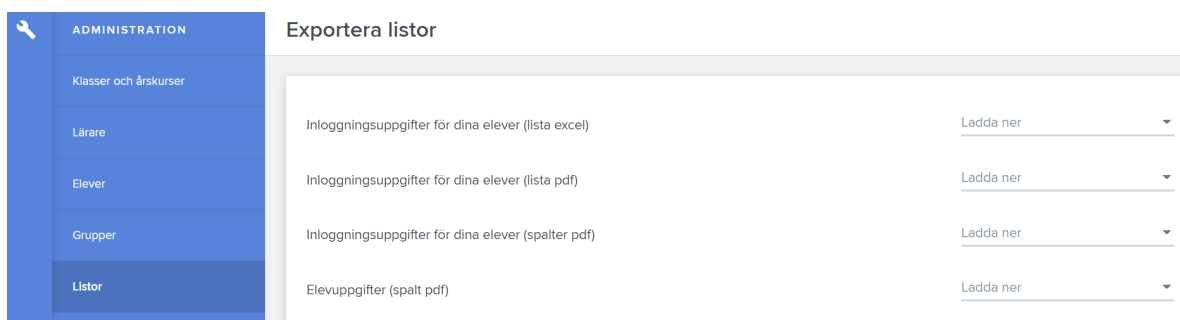 ADMINISTRATION
Klasser och årskurser
Lärare
Elever
Grupper
Listor
Exportera listor
Inloggningsuppgifter för dina elever (lista excel) Ladda ner
Inloggningsuppgifter för dina elever (lista pdf) Ladda ner
Inloggningsuppgifter för dina elever (spalter pdf) Ladda ner
Elevuppgifter (spalt pdf) Ladda ner